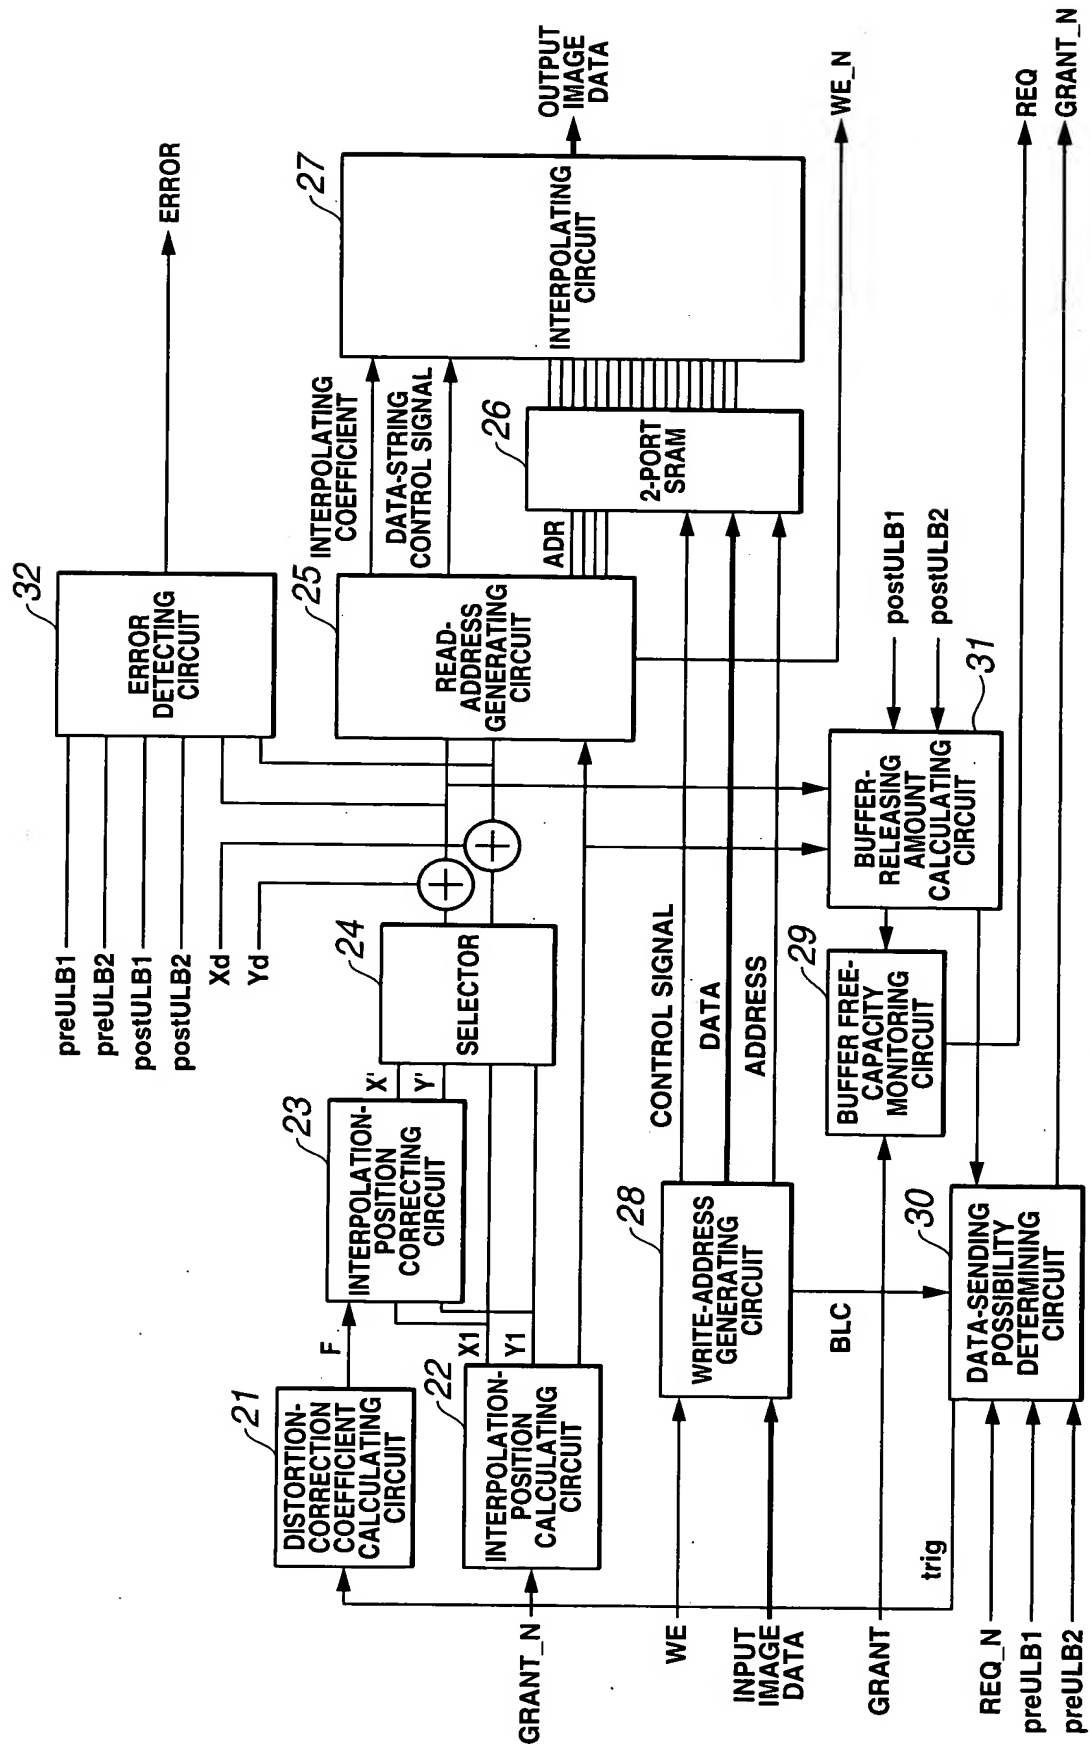 preULB1
preULB2
postULB1
postULB2
Xd
Yd
32
ERROR
DETECTING
CIRCUIT
ERROR
21
DISTORTION-
CORRECTION
COEFFICIENT
CALCULATING
CIRCUIT
F
23
INTERPOLATION-
POSITION
CORRECTING
CIRCUIT
X'
Y'
24
SELECTOR
25
READ-
ADDRESS
GENERATING
CIRCUIT
INTERPOLATING
COEFFICIENT
DATA-STRING
CONTROL SIGNAL
ADR
27
INTERPOLATING
CIRCUIT
OUTPUT
IMAGE
DATA
GRANT_N
22
INTERPOLATION-
POSITION
CALCULATING
CIRCUIT
X1
Y1
26
2-PORT
SRAM
WE_N
WE
INPUT
IMAGE
DATA
28
WRITE-ADDRESS
GENERATING
CIRCUIT
CONTROL SIGNAL
DATA
ADDRESS
BLC
GRANT
29
BUFFER FREE-
CAPACITY
MONITORING
CIRCUIT
BUFFER-
RELEASING
AMOUNT
CALCULATING
CIRCUIT
31
postULB1
postULB2
REQ
trig
REQ_N
preULB1
preULB2
30
DATA-SENDING
POSSIBILITY
DETERMINING
CIRCUIT
GRANT_N